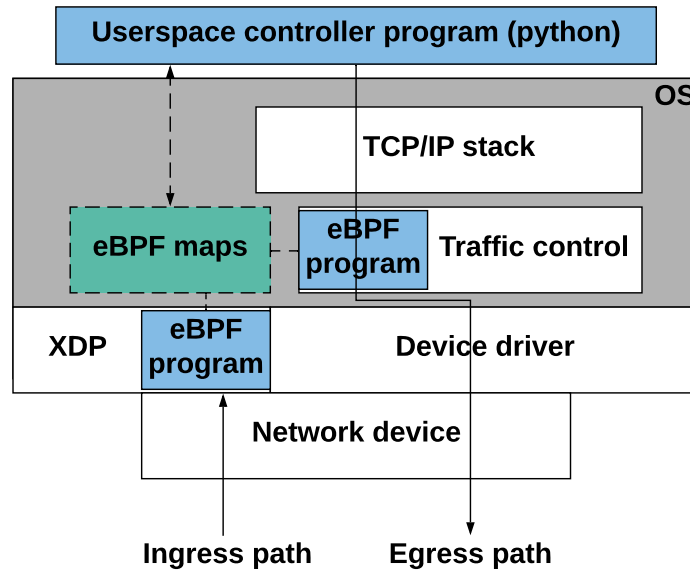 Userspace controller program (python)
OS
TCP/IP stack
eBPF maps
eBPF
program
Traffic control
XDP
eBPF
program
Device driver
Network device
Ingress path
Egress path